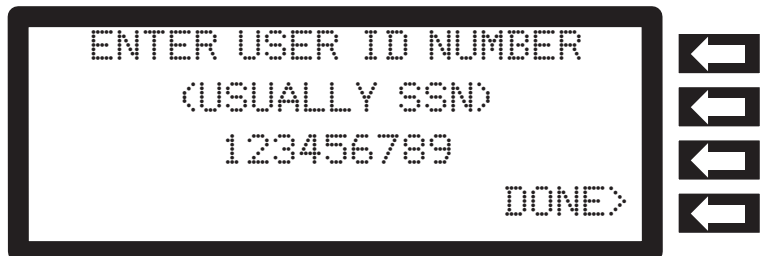 ENTER USER ID NUMBER
(USUALLY SSN)
123456789
DONE>